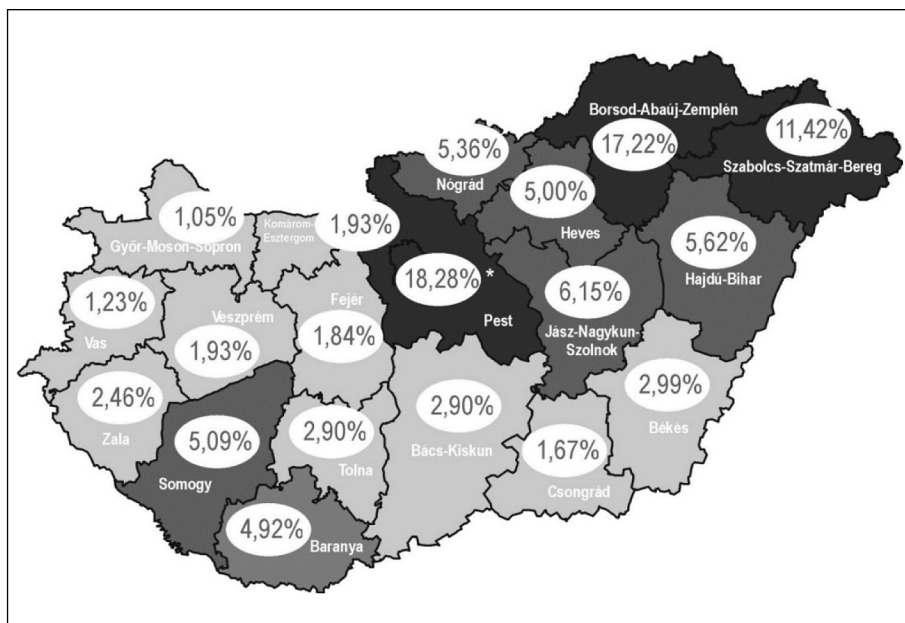 Borsod-Abaúj-Zemplén
17,22%
11,42%
Szabolcs-Szatmár-Bereg
5,36%
Nógrád
5,00%
Heves
1,05%
Győr-Moson-Sopron
Komárom-
Esztergom
1,93%
5,62%
Hajdú-Bihar
18,28% *
Pest
6,15%
Jász-Nagykun-
Szolnok
1,23%
Vas
Veszprém
1,93%
Fejér
1,84%
2,46%
Zala
5,09%
Somogy
2,90%
Tolna
2,90%
Bács-Kiskun
2,99%
Békés
1,67%
Csongrád
4,92%
Baranya